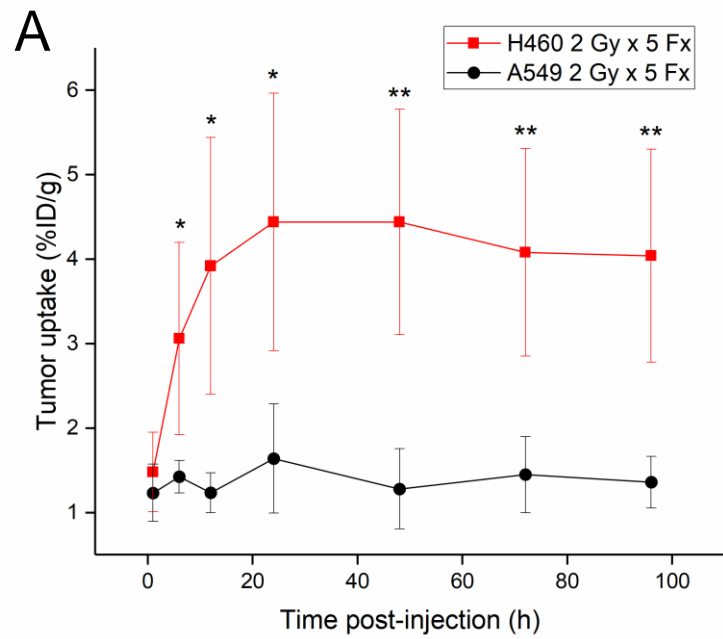 A
H460 2 Gy x 5 Fx
A549 2 Gy x 5 Fx
* * * ** ** **
6
5
4
3
2
1
Tumor uptake (%ID/g)
0 20 40 60 80 100
Time post-injection (h)